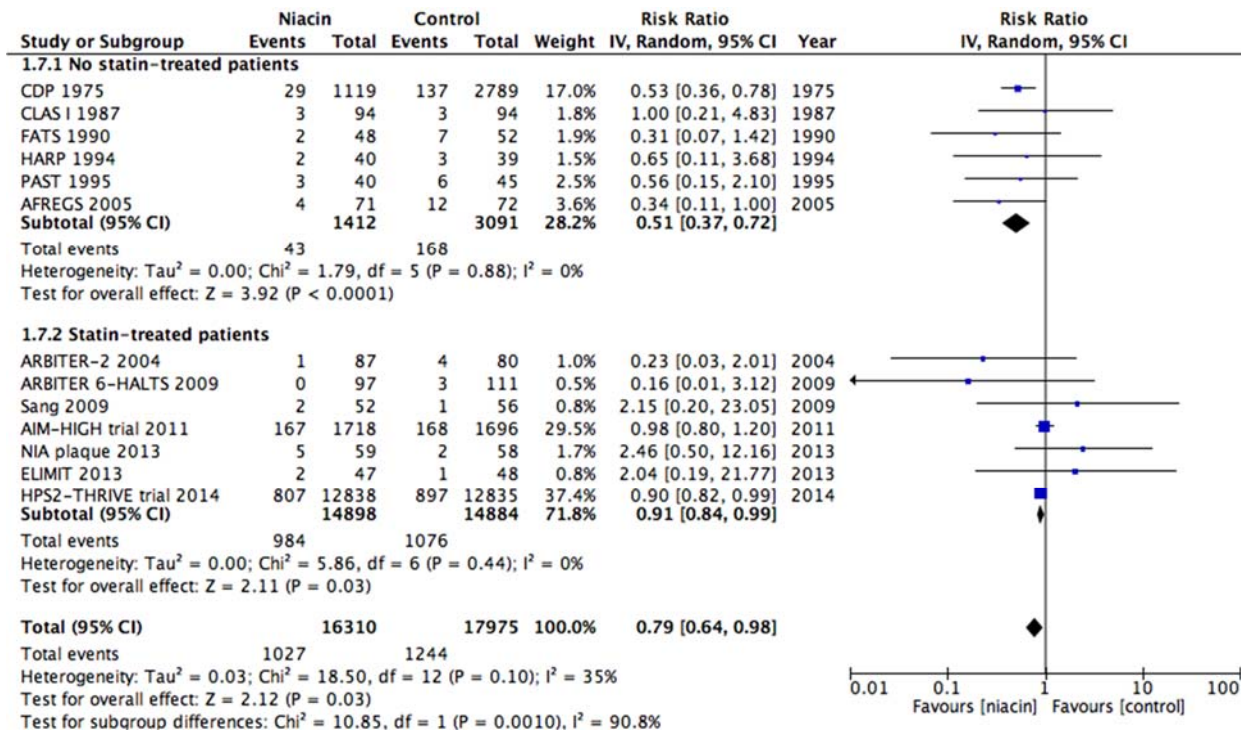 Niacin Control Risk Ratio Risk Ratio
Study or Subgroup Events Total Events Total Weight IV, Random, 95% CI Year IV, Random, 95% CI
1.7.1 No statin-treated patients
CDP 1975 29 1119 137 2789 17.0% 0.53 [0.36, 0.78] 1975
CLAS I 1987 3 94 3 94 1.8% 1.00 [0.21, 4.83] 1987
FATS 1990 2 48 7 52 1.9% 0.31 [0.07, 1.42] 1990
HARP 1994 2 40 3 39 1.5% 0.65 [0.11, 3.68] 1994
PAST 1995 3 40 6 45 2.5% 0.56 [0.15, 2.10] 1995
AFREGS 2005 4 71 12 72 3.6% 0.34 [0.11, 1.00] 2005
Subtotal (95% CI) 1412 3091 28.2% 0.51 [0.37, 0.72]
Total events 43 168
Heterogeneity: Tau² = 0.00; Chi² = 1.79, df = 5 (P = 0.88); I² = 0%
Test for overall effect: Z = 3.92 (P < 0.0001)
1.7.2 Statin-treated patients
ARBITER-2 2004 1 87 4 80 1.0% 0.23 [0.03, 2.01] 2004
ARBITER 6-HALTS 2009 0 97 3 111 0.5% 0.16 [0.01, 3.12] 2009
Sang 2009 2 52 1 56 0.8% 2.15 [0.20, 23.05] 2009
AIM-HIGH trial 2011 167 1718 168 1696 29.5% 0.98 [0.80, 1.20] 2011
NIA plaque 2013 5 59 2 58 1.7% 2.46 [0.50, 12.16] 2013
ELIMIT 2013 2 47 1 48 0.8% 2.04 [0.19, 21.77] 2013
HPS2-THRIVE trial 2014 807 12838 897 12835 37.4% 0.90 [0.82, 0.99] 2014
Subtotal (95% CI) 14898 14884 71.8% 0.91 [0.84, 0.99]
Total events 984 1076
Heterogeneity: Tau² = 0.00; Chi² = 5.86, df = 6 (P = 0.44); I² = 0%
Test for overall effect: Z = 2.11 (P = 0.03)
Total (95% CI) 16310 17975 100.0% 0.79 [0.64, 0.98]
Total events 1027 1244
Heterogeneity: Tau² = 0.03; Chi² = 18.50, df = 12 (P = 0.10); I² = 35%
Test for overall effect: Z = 2.12 (P = 0.03)
Test for subgroup differences: Chi² = 10.85, df = 1 (P = 0.0010), I² = 90.8%
0.01 0.1 1 10 100
Favours [niacin] Favours [control]